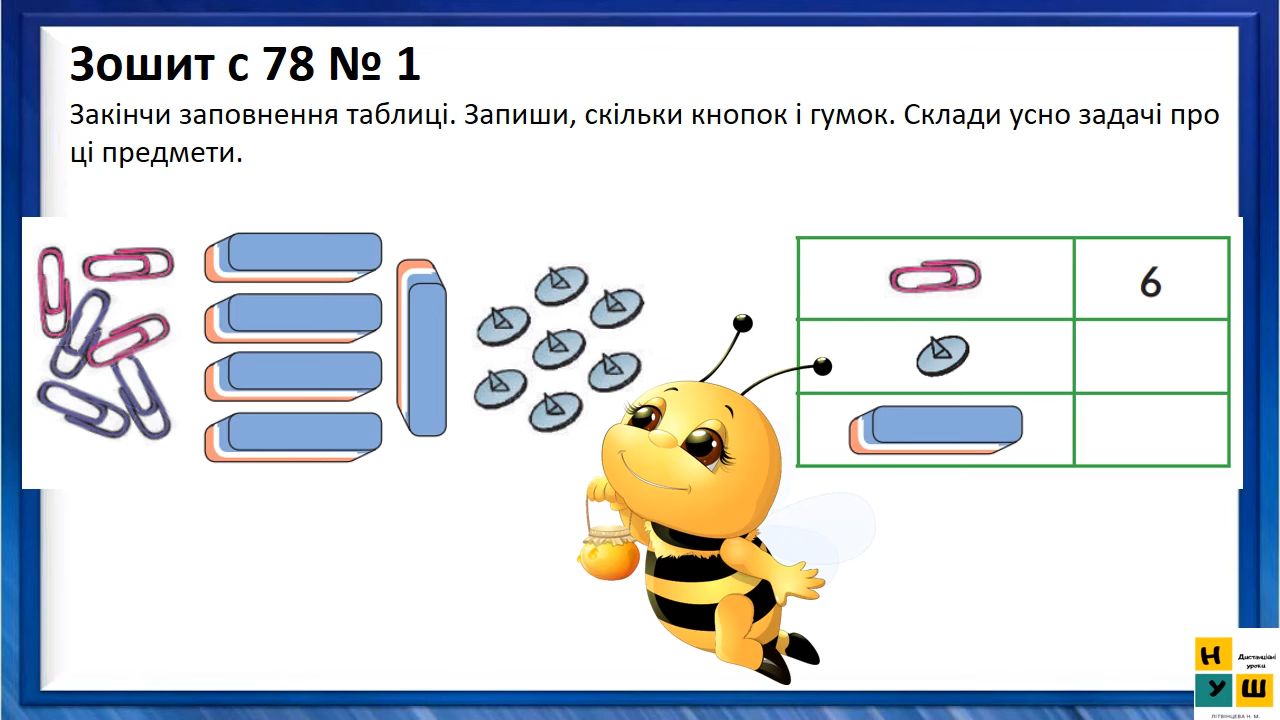 Зошит с 78 № 1
Закінчи заповнення таблиці. Запиши, скільки кнопок і гумок. Склади усно задачі про
ці предмети.
6
Н
Дистанційні
уроки
У Ш
ЛІТВІНЦЕВА Н. М.